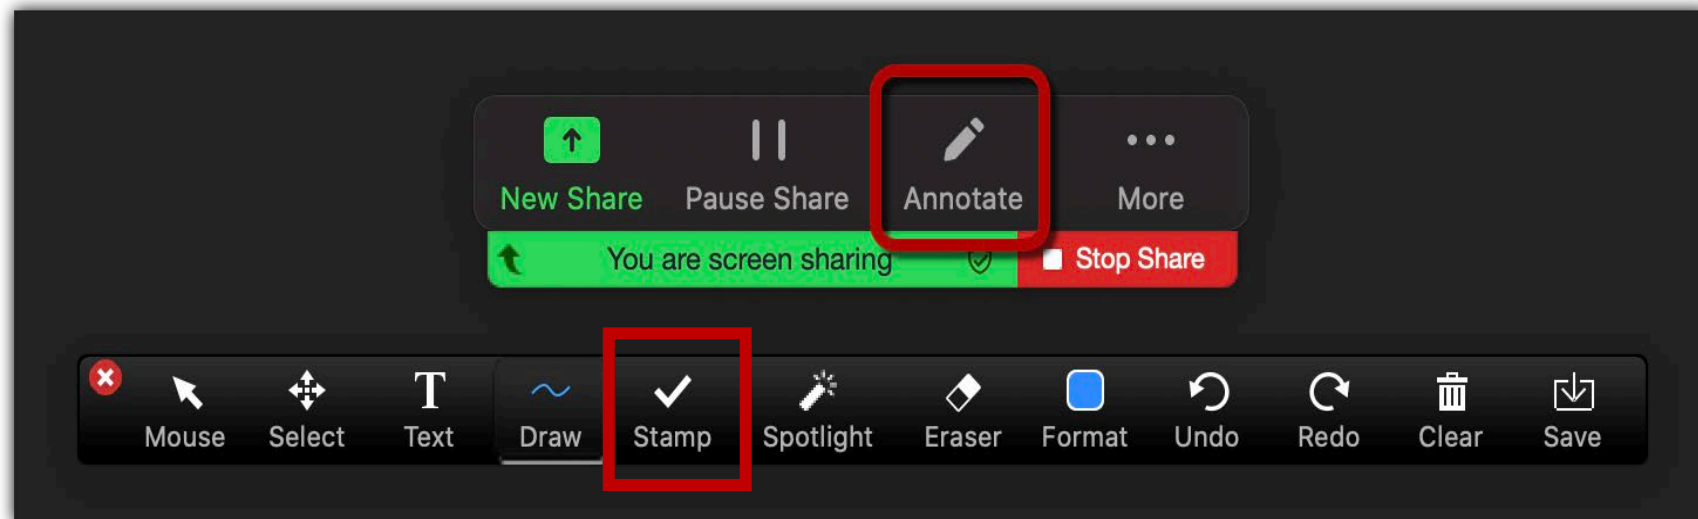 New Share Pause Share Annotate More
You are screen sharing Stop Share
Mouse Select Text Draw Stamp Spotlight Eraser Format Undo Redo Clear Save